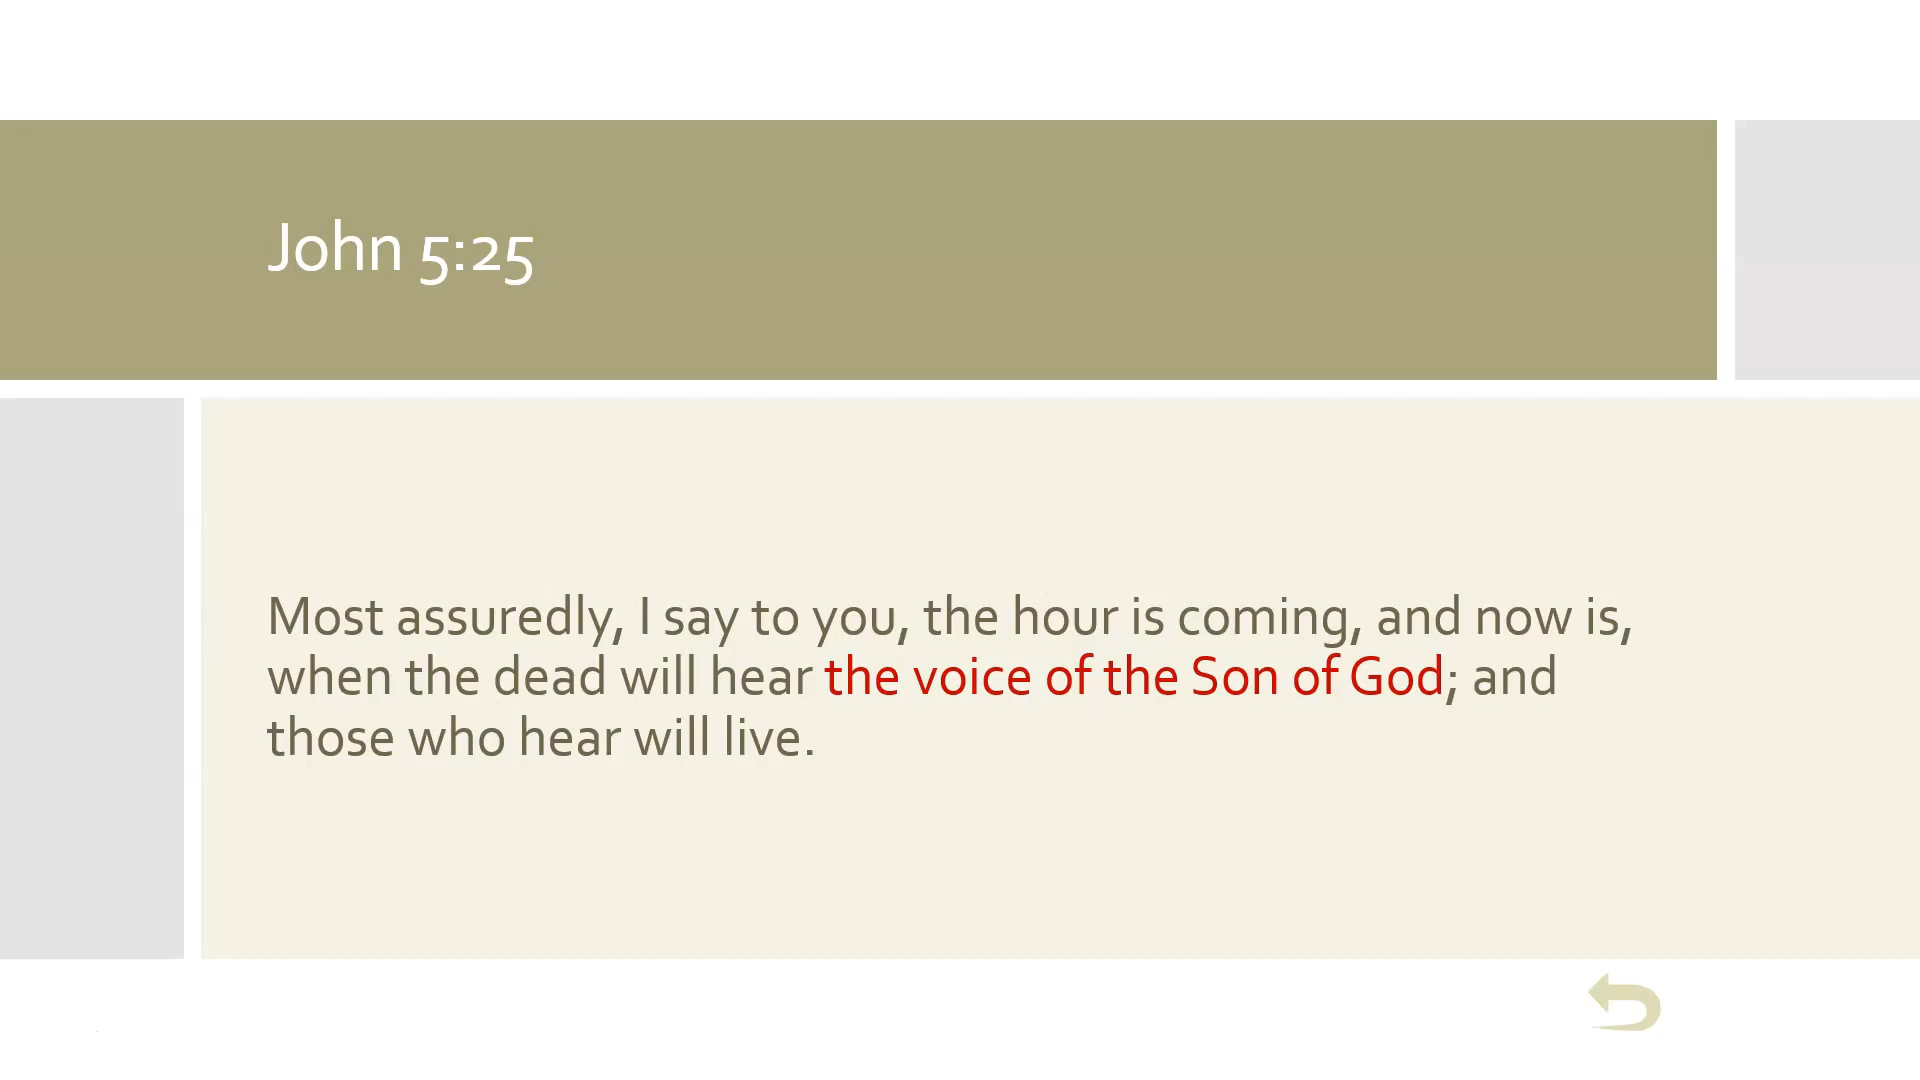 John 5:25
Most assuredly, I say to you, the hour is coming, and now is,
when the dead will hear the voice of the Son of God; and
those who hear will live.